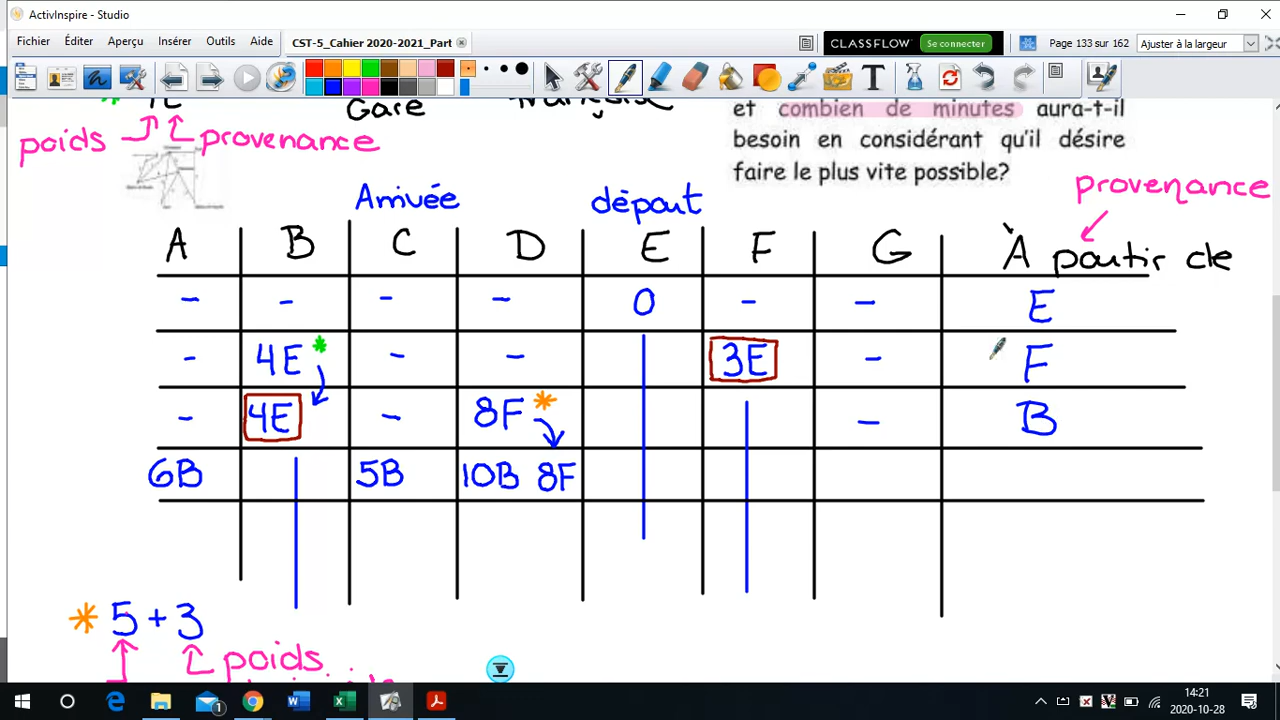 ActivInspire - Studio
Fichier Éditer Aperçu Insérer Outils Aide CST-5_Cahier 2020-2021_Part CLASSFLOW Se connecter Page 133 sur 162 Ajuster à la largeur
Gare française
poids provenance
et combien de minutes aura-t-il
besoin en considérant qu'il désire
faire le plus vite possible?
provenance
Arrivée départ
A B C D E F G À partir de
- - - - 0 - - E
- 4E * - - 3E - F
- 4E - 8F * - B
6B 5B 10B 8F
* 5 + 3
poids
14:21
2020-10-28